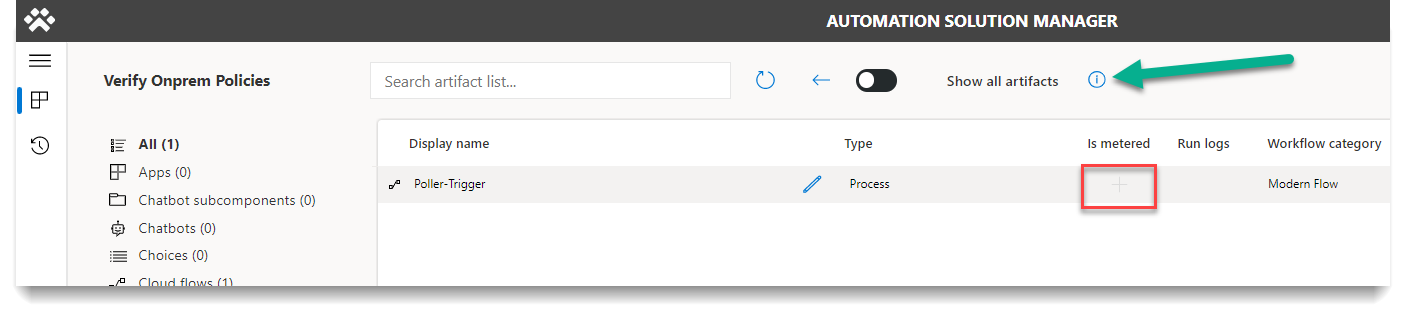 AUTOMATION SOLUTION MANAGER
Verify Onprem Policies
Search artifact list...
Show all artifacts
Display name Type Is metered Run logs Workflow category
Poller-Trigger Process Modern Flow
All (1)
Apps (0)
Chatbot subcomponents (0)
Chatbots (0)
Choices (0)
Cloud flows (1)